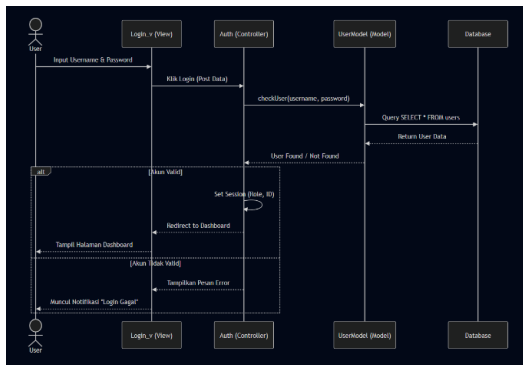 User
Login_v (View)
Auth (Controller)
UserModel (Model)
Database
Input Username & Password
Klik Login (Post Data)
checkUser(username, password)
Query SELECT * FROM users
Return User Data
User Found / Not Found
alt
[Akun Valid]
Set Session (Role, ID)
Redirect to Dashboard
Tampil Halaman Dashboard
[Akun Tidak Valid]
Tampilkan Pesan Error
Muncul Notifikasi "Login Gagal"
User
Login_v (View)
Auth (Controller)
UserModel (Model)
Database